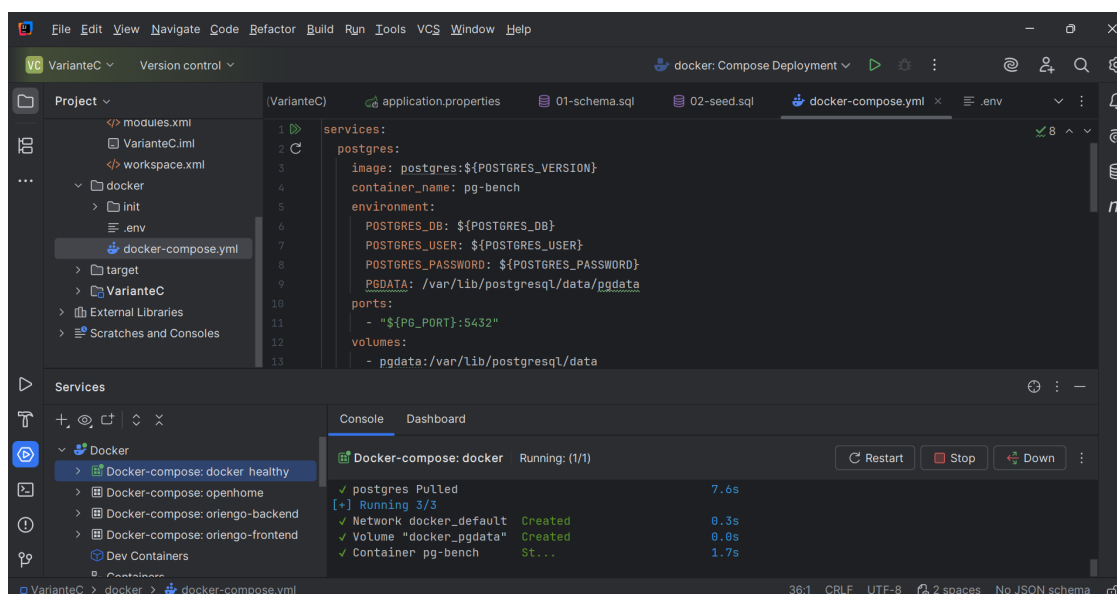 File Edit View Navigate Code Refactor Build Run Tools VCS Window Help
VC VarianteC Version control docker: Compose Deployment
Project
modules.xml
VarianteC.iml
workspace.xml
docker
init
.env
docker-compose.yml
target
VarianteC
External Libraries
Scratches and Consoles
(VarianteC) application.properties 01-schema.sql 02-seed.sql docker-compose.yml .env
8
1 services:
2 postgres:
3 image: postgres:${POSTGRES_VERSION}
4 container_name: pg-bench
5 environment:
6 POSTGRES_DB: ${POSTGRES_DB}
7 POSTGRES_USER: ${POSTGRES_USER}
8 POSTGRES_PASSWORD: ${POSTGRES_PASSWORD}
9 PGDATA: /var/lib/postgresql/data/pgdata
10 ports:
11 - "${PG_PORT}:5432"
12 volumes:
13 - pgdata:/var/lib/postgresql/data
Services
Docker
Docker-compose: docker healthy
Docker-compose: openhome
Docker-compose: oriengo-backend
Docker-compose: oriengo-frontend
Dev Containers
Containers
Console Dashboard
Docker-compose: docker Running: (1/1) Restart Stop Down
✓ postgres Pulled 7.6s
[+] Running 3/3
✓ Network docker_default Created 0.3s
✓ Volume "docker_pgdata" Created 0.0s
✓ Container pg-bench St... 1.7s
VarianteC > docker > docker-compose.yml 36:1 CRLF UTF-8 2 spaces No JSON schema